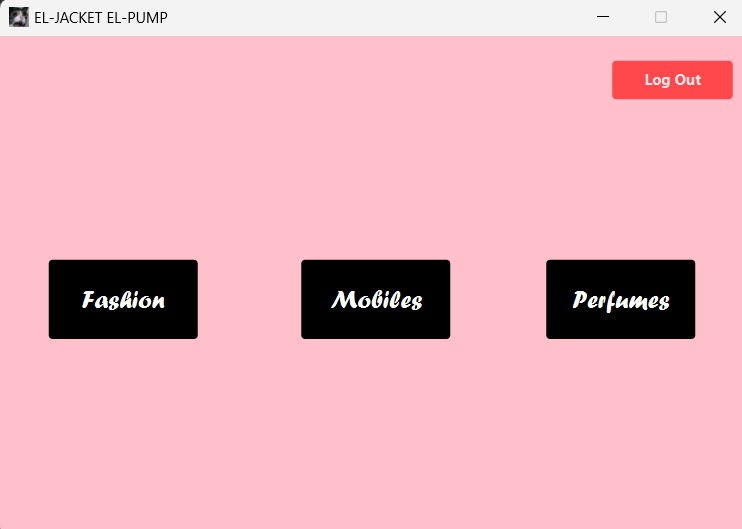 EL-JACKET EL-PUMP
Log Out
Fashion
Mobiles
Perfumes